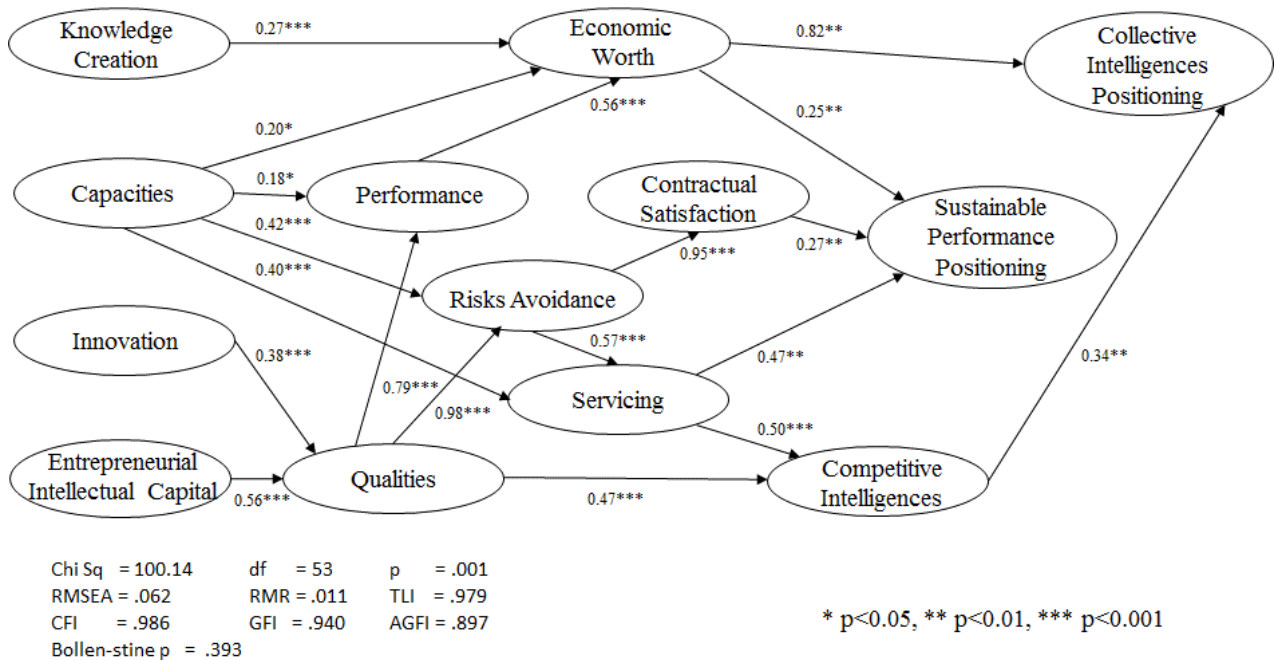 Knowledge
Creation
0.27***
Economic
Worth
0.82**
Collective
Intelligences
Positioning
0.56***
0.25**
0.20*
Capacities
0.18*
Performance
Contractual
Satisfaction
0.42***
0.95***
0.27**
Sustainable
Performance
Positioning
0.40***
Risks Avoidance
Innovation
0.38***
0.57***
0.47**
0.34**
0.79***
0.98***
Servicing
0.50***
Entrepreneurial
Intellectual Capital
0.56***
Qualities
0.47***
Competitive
Intelligences
Chi Sq = 100.14 df = 53 p = .001
RMSEA = .062 RMR = .011 TLI = .979
CFI = .986 GFI = .940 AGFI = .897
Bollen-stine p = .393
* p<0.05, ** p<0.01, *** p<0.001